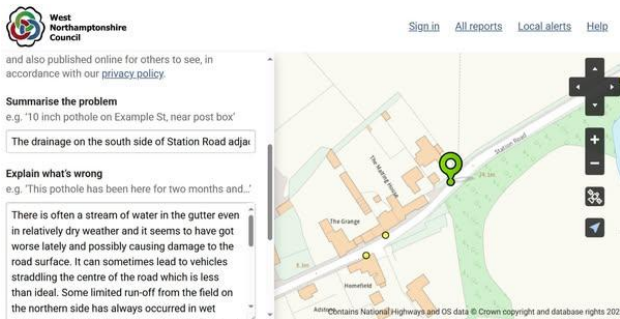 West
Northamptonshire
Council
Sign in All reports Local alerts Help
and also published online for others to see, in
accordance with our privacy policy.
Summarise the problem
e.g. '10 inch pothole on Example St, near post box'
The drainage on the south side of Station Road adja
Explain what's wrong
e.g. 'This pothole has been here for two months and…'
There is often a stream of water in the gutter even
in relatively dry weather and it seems to have got
worse lately and possibly causing damage to the
road surface. It can sometimes lead to vehicles
straddling the centre of the road which is less
than ideal. Some limited run-off from the field on
the northern side has always occurred in wet
Station Road
The Malting House
The Grange
Homefield
+
−
Contains National Highways and OS data © Crown copyright and database rights 202